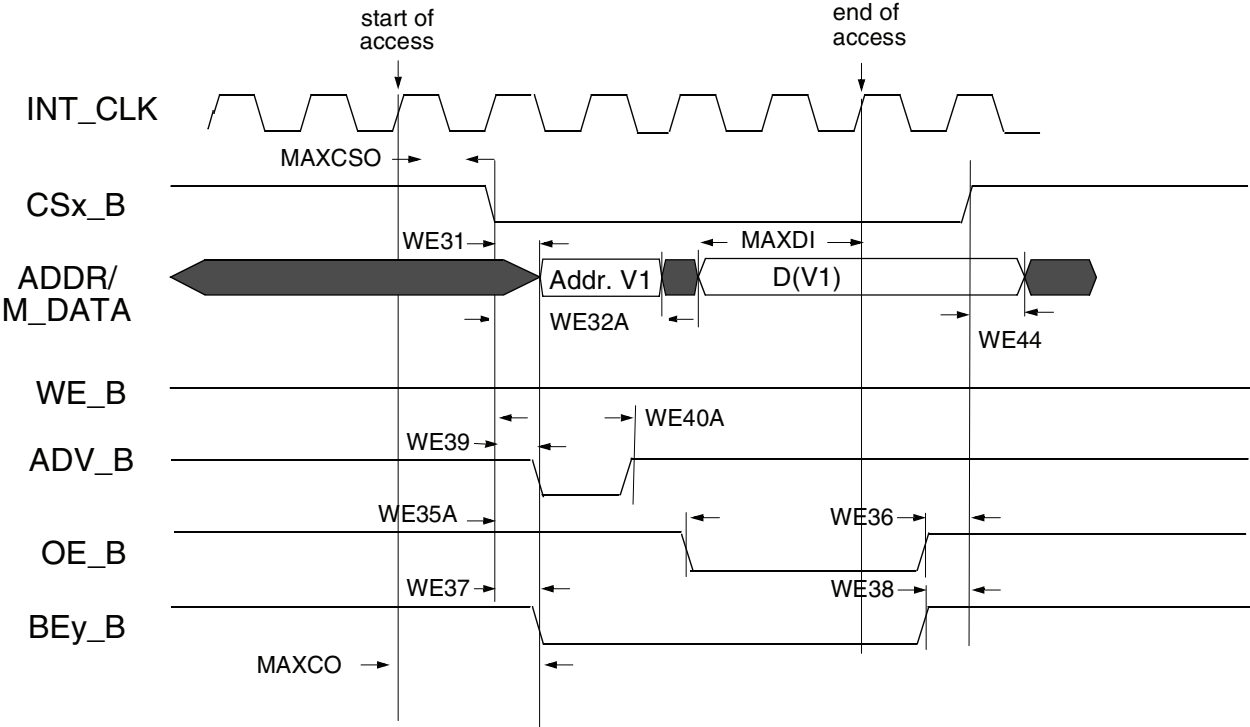 start of
access
end of
access
INT_CLK
MAXCSO
CSx_B
WE31
MAXDI
ADDR/
M_DATA
Addr. V1
D(V1)
WE32A
WE44
WE_B
WE40A
WE39
ADV_B
WE35A
WE36
OE_B
WE37
WE38
BEy_B
MAXCO